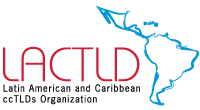 LACTLD
Latin American and Caribbean
ccTLDs Organization